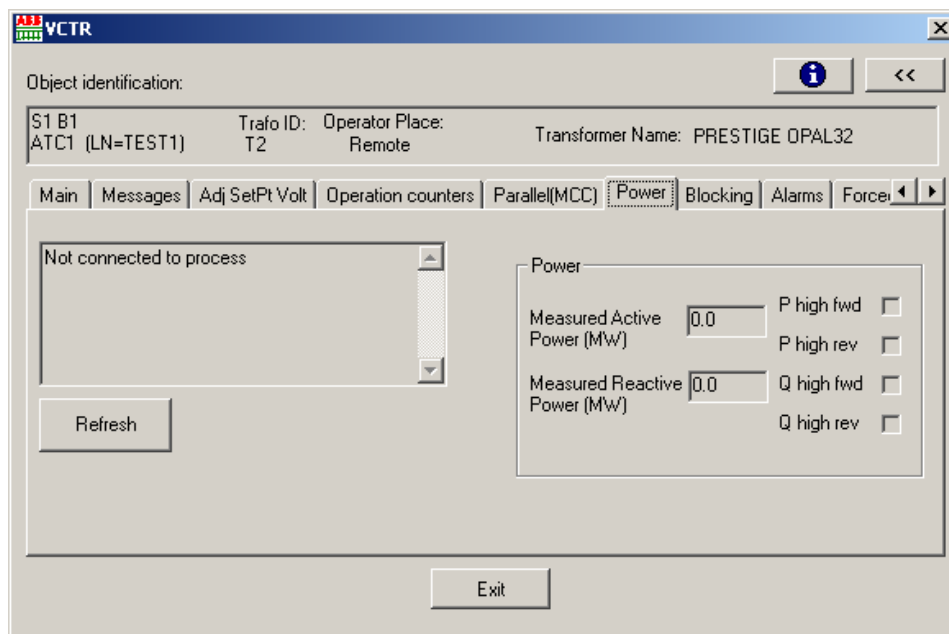 ABB VCTR
<<
Object identification:
S1 B1 Trafo ID: Operator Place:
ATC1 (LN=TEST1) T2 Remote Transformer Name: PRESTIGE OPAL32
Main Messages Adj SetPt Volt Operation counters Parallel(MCC) Power Blocking Alarms
Not connected to process
Refresh
Power
Measured Active
Power (MW)
0.0
P high fwd
P high rev
Measured Reactive
Power (MW)
0.0
Q high fwd
Q high rev
Exit